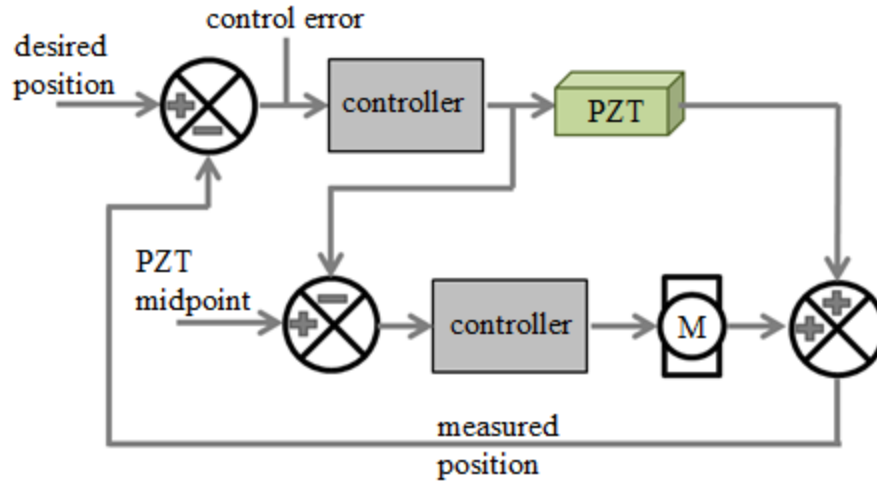 control error
desired
position
controller
PZT
PZT
midpoint
controller
M
measured
position